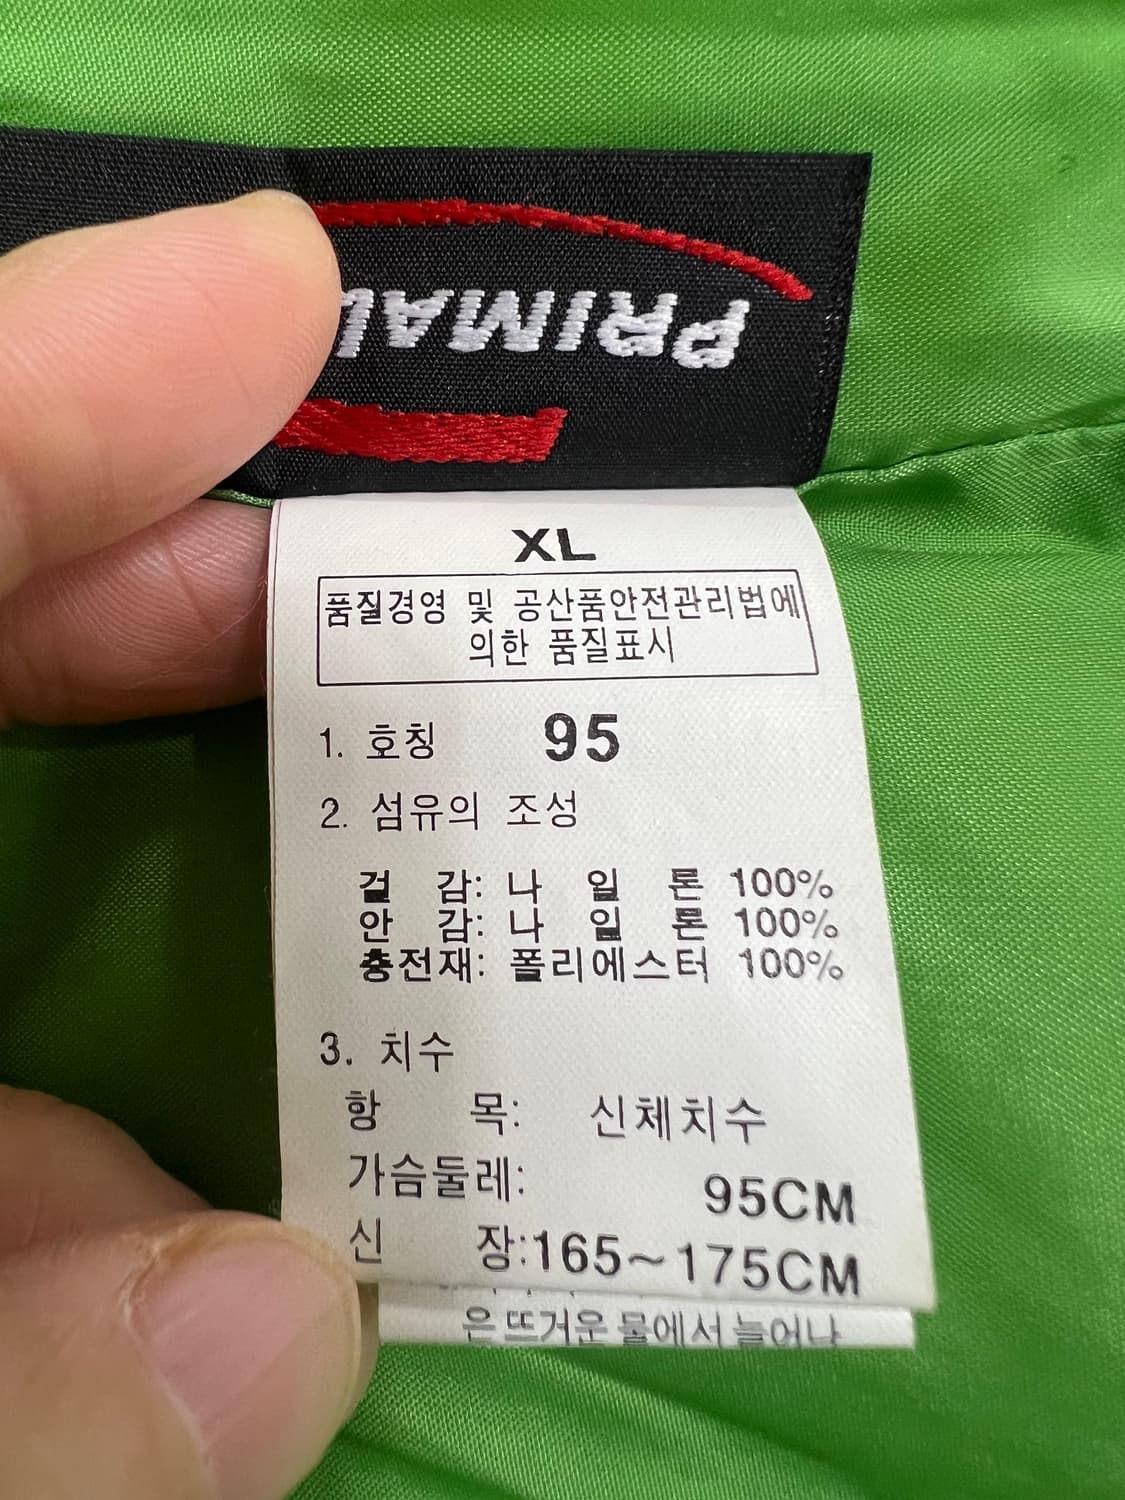 PRIMAL
XL
품질경영 및 공산품안전관리법에
의한 품질표시
1. 호칭 95
2. 섬유의 조성
걸 감: 나 일 론 100%
안 감: 나 일 론 100%
충전재: 폴리에스터 100%
3. 치수
항 목: 신체치수
가슴둘레: 95CM
신 장:165~175CM
은 뜨거운 물에서 늘어나